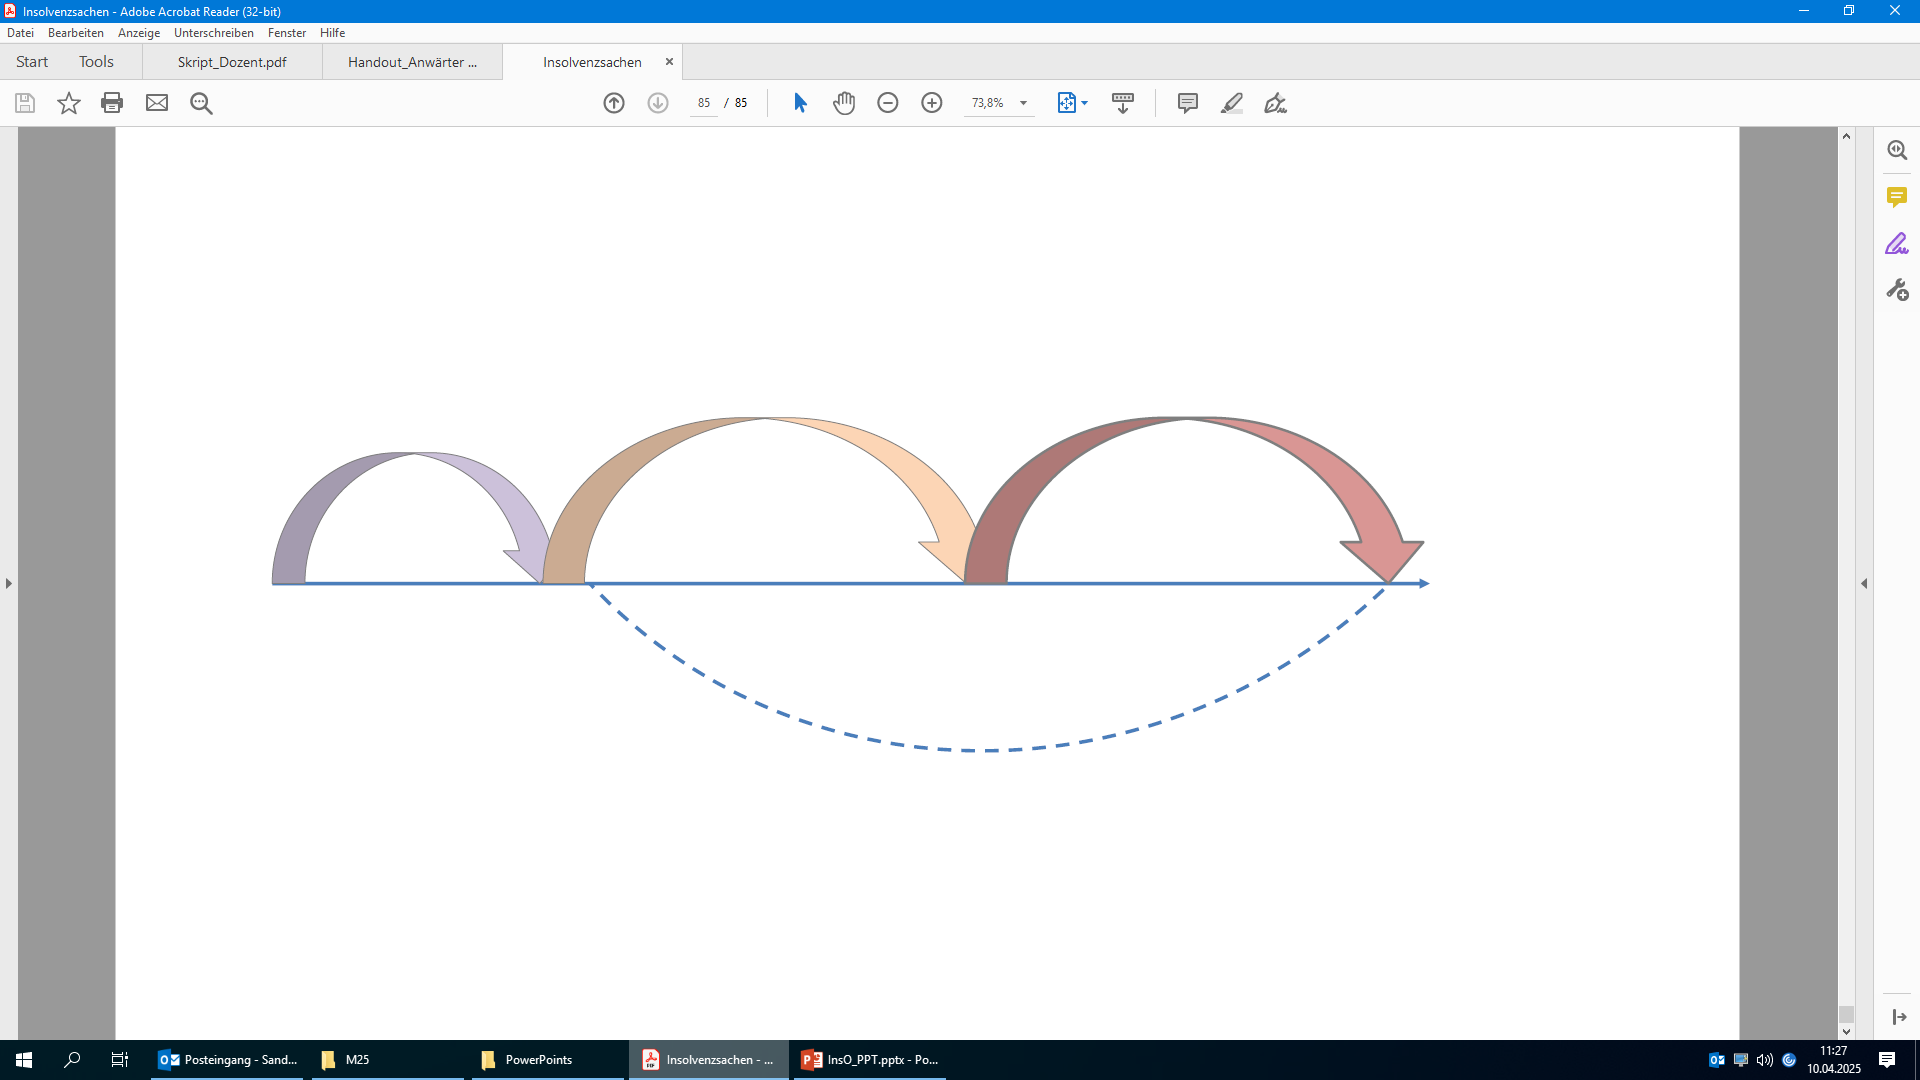 Insolvenzsachen - Adobe Acrobat Reader (32-bit)
Datei Bearbeiten Anzeige Unterschreiben Fenster Hilfe
Start Tools Skript_Dozent.pdf Handout_Anwärter ... Insolvenzsachen
85 / 85 73,8%
Posteingang - Sand... M25 PowerPoints Insolvenzsachen - ... InsO_PPT.pptx - Po... 11:27
10.04.2025